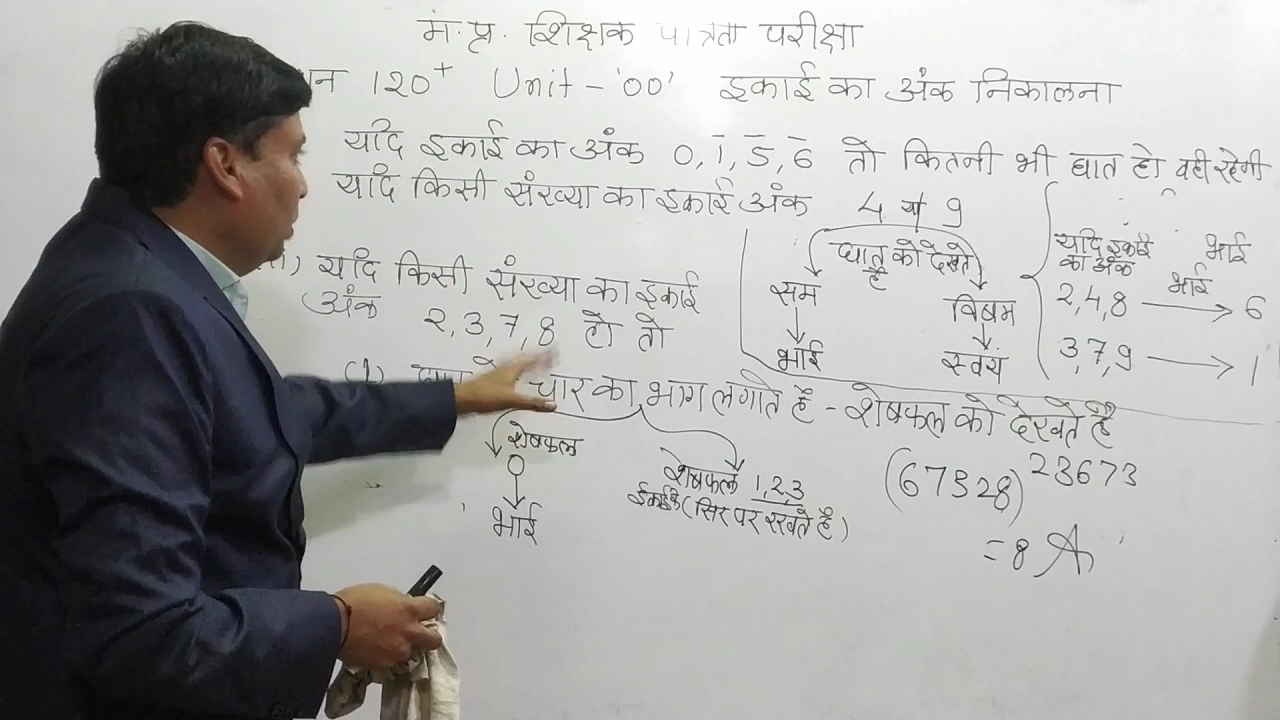 म. प्र. शिक्षक पात्रता परीक्षा
120+ Unit - '00' इकाई का अंक निकालना
यदि इकाई का अंक 0, 1, 5, 6 तो कितनी भी घात हो वही रहेगी
यदि किसी संख्या का इकाई अंक 4 या 9
घात को देखते है
सम
विषम
भाई
स्वयं
यदि इकाई का अंक
भाई
भाई
2,4,8 → 6
3,7,9 → 1
यदि किसी संख्या का इकाई
अंक 2,3,7,8 हो तो
(1) चार का भाग लगाते है - शेषफल को देखते है
शेषफल
0
भाई
शेषफल 1,2,3
(सिर पर रखते है)
(67328)^23673
= 8 A